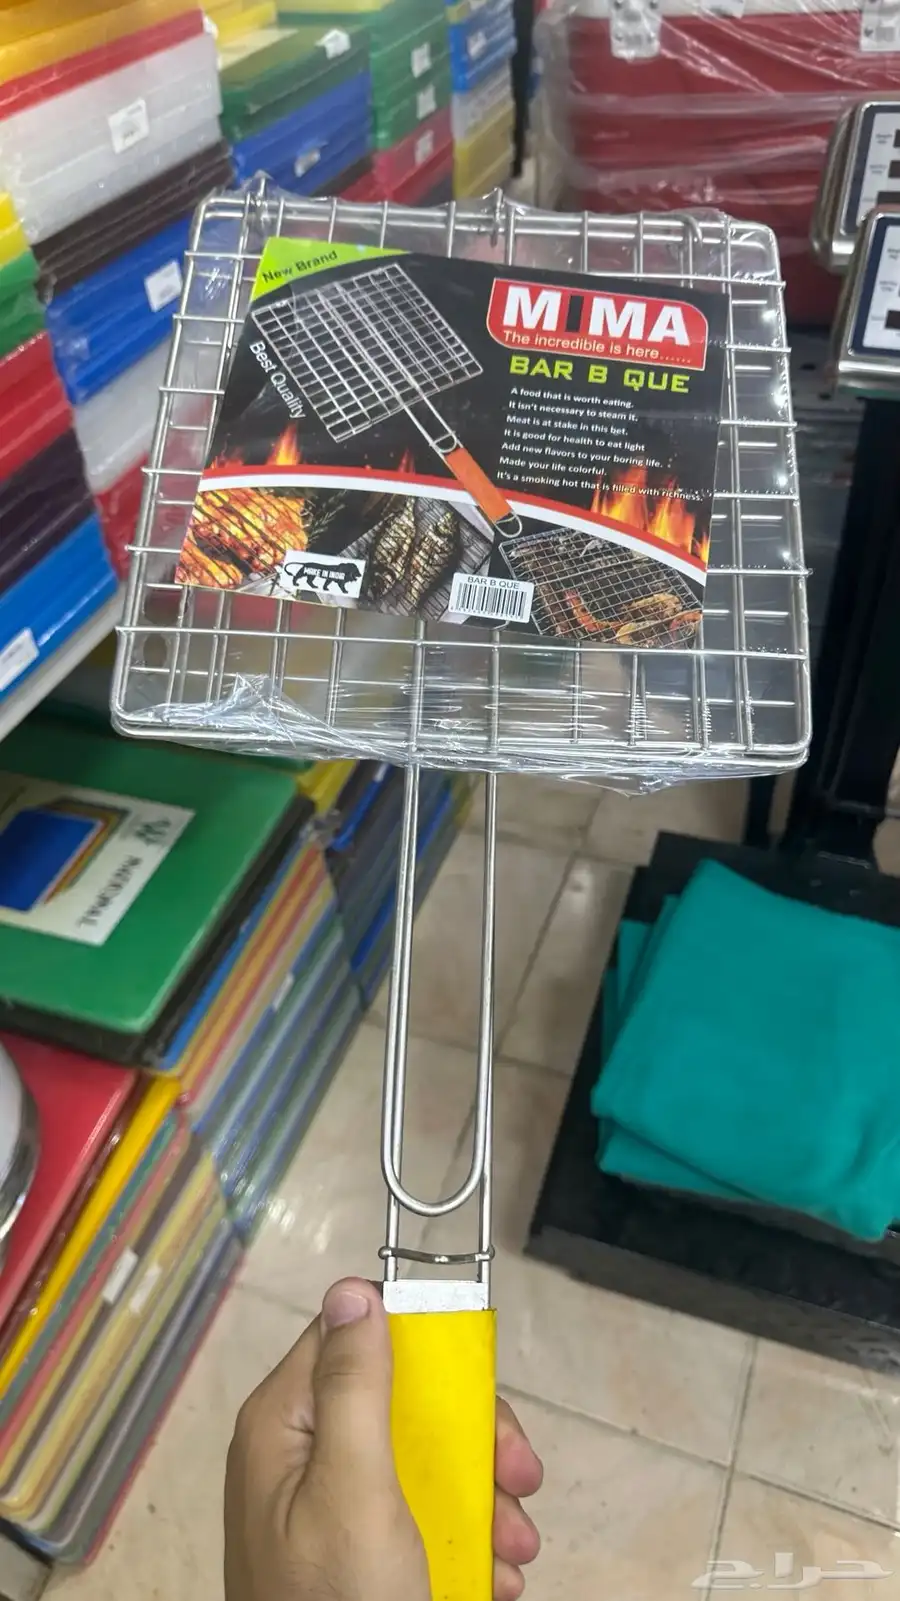 New Brand
Best Quality
MIMA
The incredible is here......
BAR B QUE
A food that is worth eating.
It isn't necessary to steam it.
Meat is at stake in this bet.
It is good for health to eat light
Add new flavors to your boring life.
Made your life colorful.
It's a smoking hot that is filled with richness.
MAKE IN INDIA
BAR B QUE
حراج